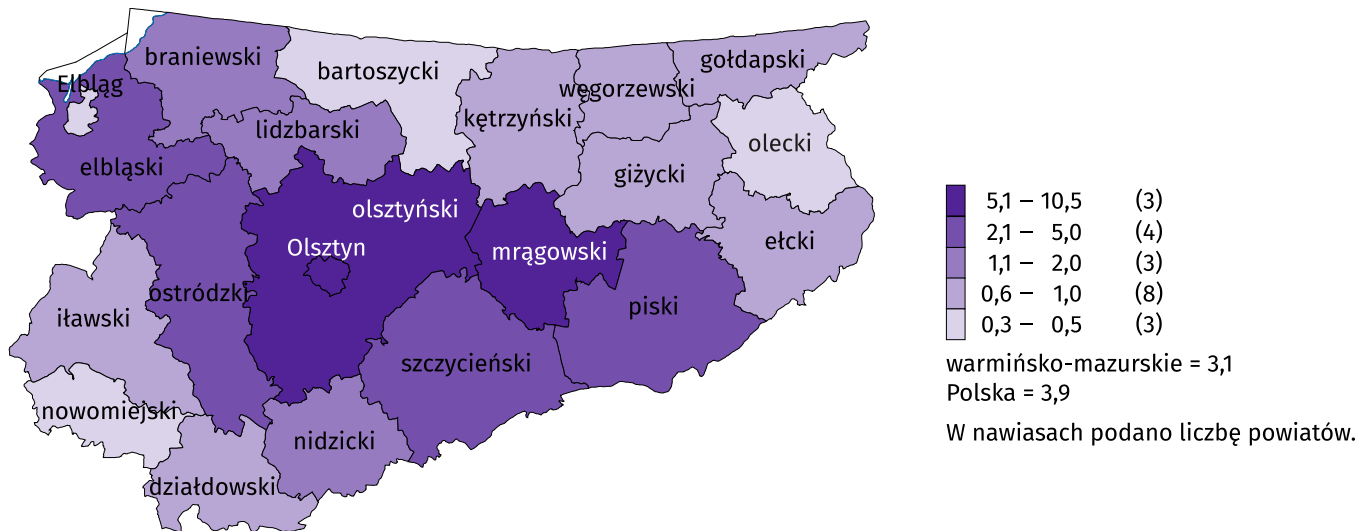 braniewski
bartoszycki
gołdapski
Elbląg
węgorzewski
kętrzyński
lidzbarski
olecki
elbląski
giżycki
olsztyński
ełcki
Olsztyn
mrągowski
ostródzki
piski
iławski
szczycieński
nowomiejski
nidzicki
działdowski
5,1 – 10,5 (3)
2,1 – 5,0 (4)
1,1 – 2,0 (3)
0,6 – 1,0 (8)
0,3 – 0,5 (3)
warmińsko-mazurskie = 3,1
Polska = 3,9
W nawiasach podano liczbę powiatów.